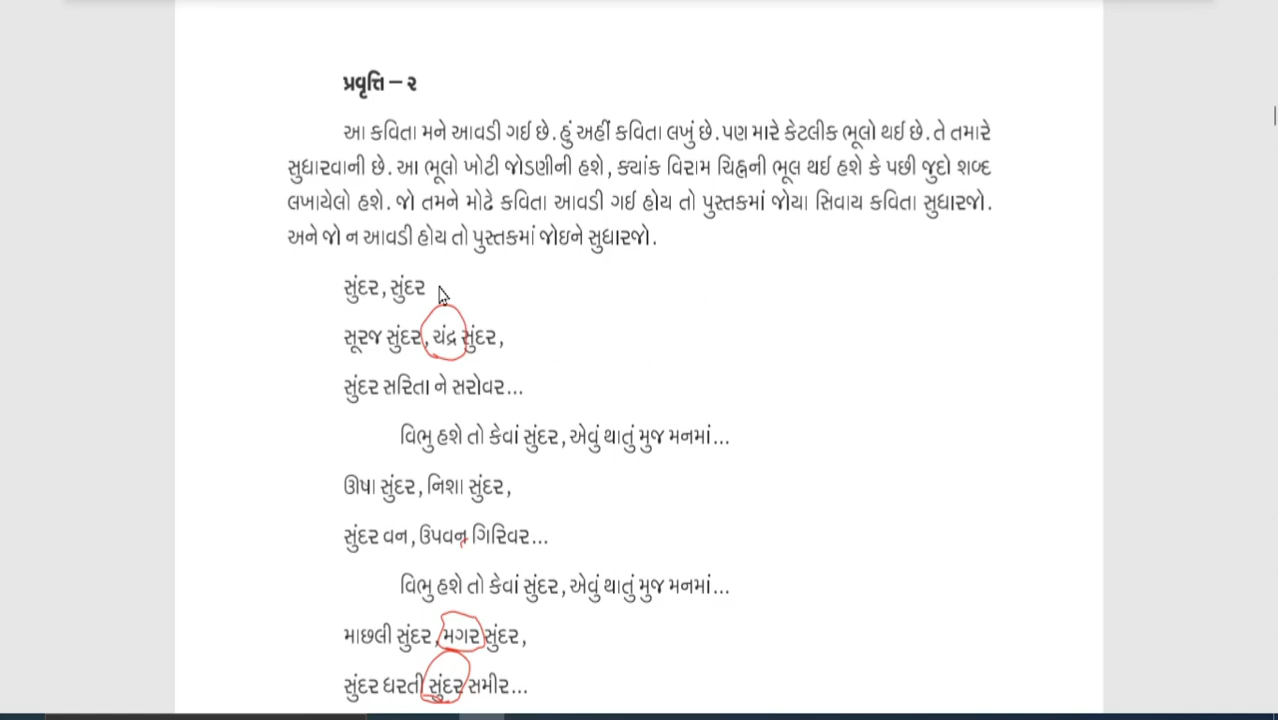 પ્રવૃત્તિ – ૨
આ કવિતા મને આવડી ગઈ છે. હું અહીં કવિતા લખું છે. પણ મારે કેટલીક ભૂલો થઈ છે. તે તમારે
સુધારવાની છે. આ ભૂલો ખોટી જોડણીની હશે, ક્યાંક વિરામ ચિહ્નની ભૂલ થઈ હશે કે પછી જુદો શબ્દ
લખાયેલો હશે. જો તમને મોઢે કવિતા આવડી ગઈ હોય તો પુસ્તકમાં જોયા સિવાય કવિતા સુધારજો.
અને જો ન આવડી હોય તો પુસ્તકમાં જોઇને સુધારજો.
સુંદર, સુંદર
સૂરજ સુંદર, ચંદ્ર સુંદર,
સુંદર સરિતા ને સરોવર...
વિભુ હશે તો કેવાં સુંદર, એવું થાતું મુજ મનમાં...
ઊષા સુંદર, નિશા સુંદર,
સુંદર વન, ઉપવન ગિરિવર...
વિભુ હશે તો કેવાં સુંદર, એવું થાતું મુજ મનમાં...
માછલી સુંદર, મગર સુંદર,
સુંદર ધરતી સુંદર સમીર...